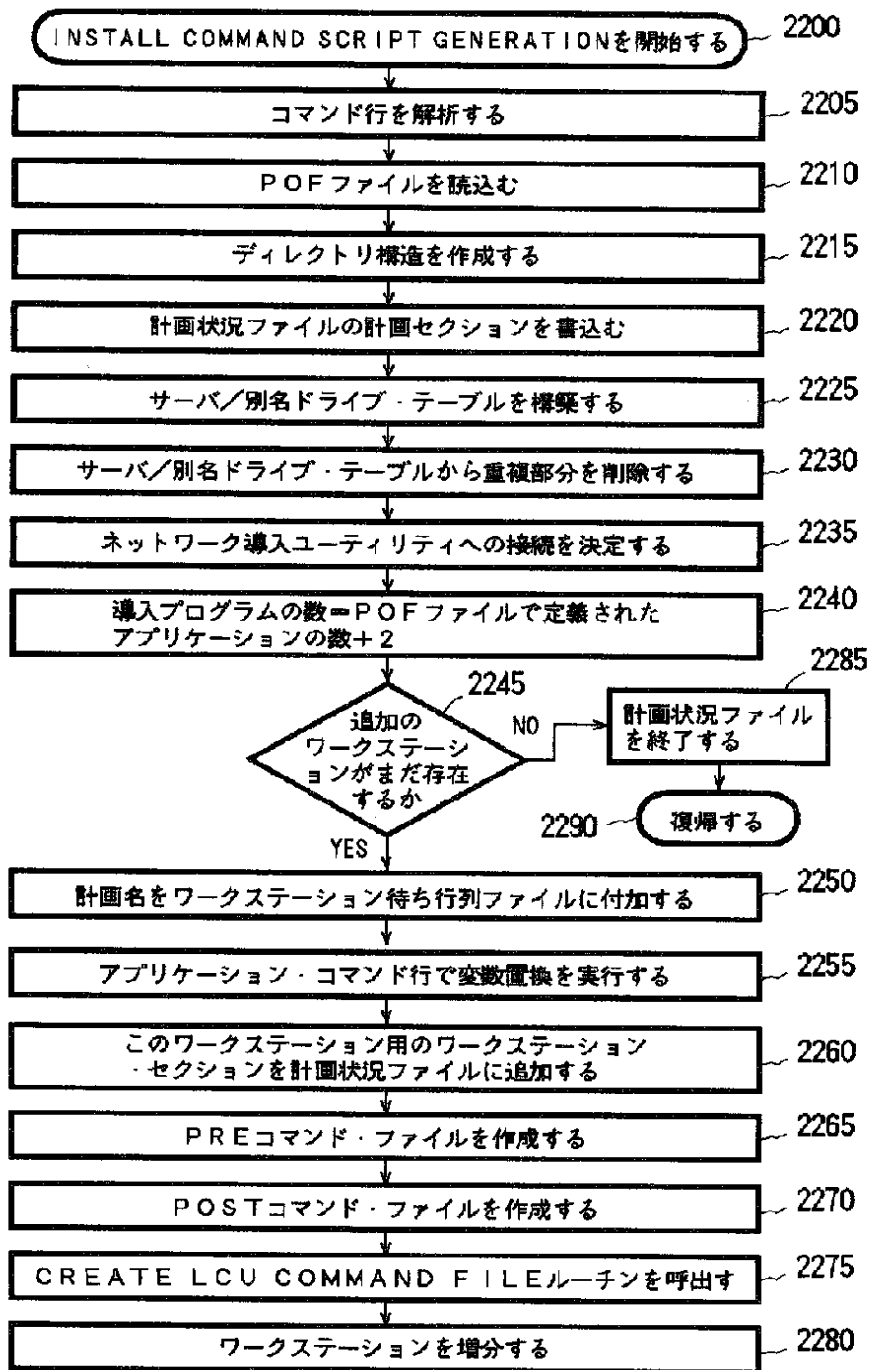 INSTALL COMMAND SCRIPT GENERATIONを開始する
2200
コマンド行を解析する
2205
POFファイルを読込む
2210
ディレクトリ構造を作成する
2215
計画状況ファイルの計画セクションを書込む
2220
サーバ/別名ドライブ・テーブルを構築する
2225
サーバ/別名ドライブ・テーブルから重複部分を削除する
2230
ネットワーク導入ユーティリティへの接続を決定する
2235
導入プログラムの数=POFファイルで定義された
アプリケーションの数+2
2240
追加の
ワークステーシ
ョンがまだ存在
するか
2245
NO
計画状況ファイル
を終了する
2285
復帰する
2290
YES
計画名をワークステーション待ち行列ファイルに付加する
2250
アプリケーション・コマンド行で変数置換を実行する
2255
このワークステーション用のワークステーション
・セクションを計画状況ファイルに追加する
2260
PREコマンド・ファイルを作成する
2265
POSTコマンド・ファイルを作成する
2270
CREATE LCU COMMAND FILEルーチンを呼出す
2275
ワークステーションを増分する
2280